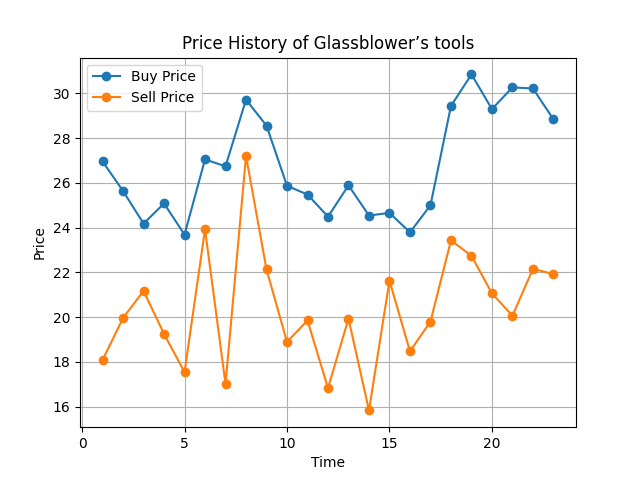 Price History of Glassblower’s tools
Buy Price
Sell Price
Price
30
28
26
24
22
20
18
16
0 5 10 15 20
Time